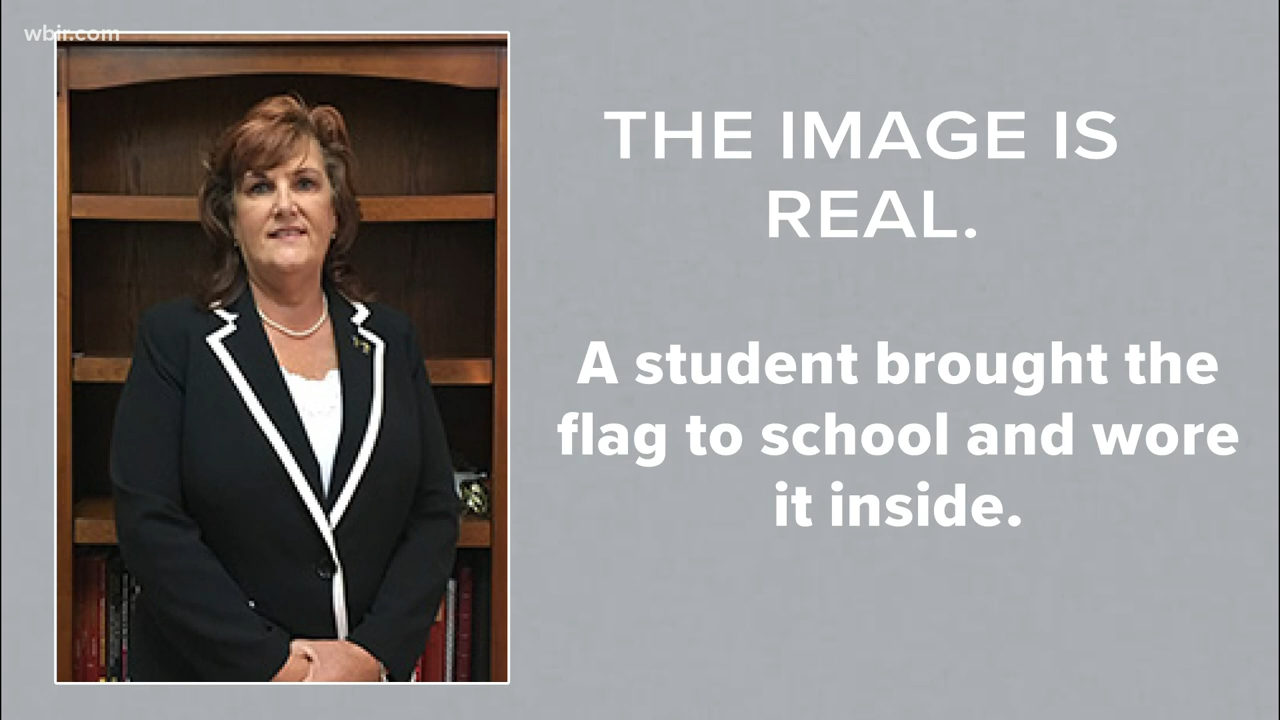 wbir.com
THE IMAGE IS
REAL.
A student brought the
flag to school and wore
it inside.